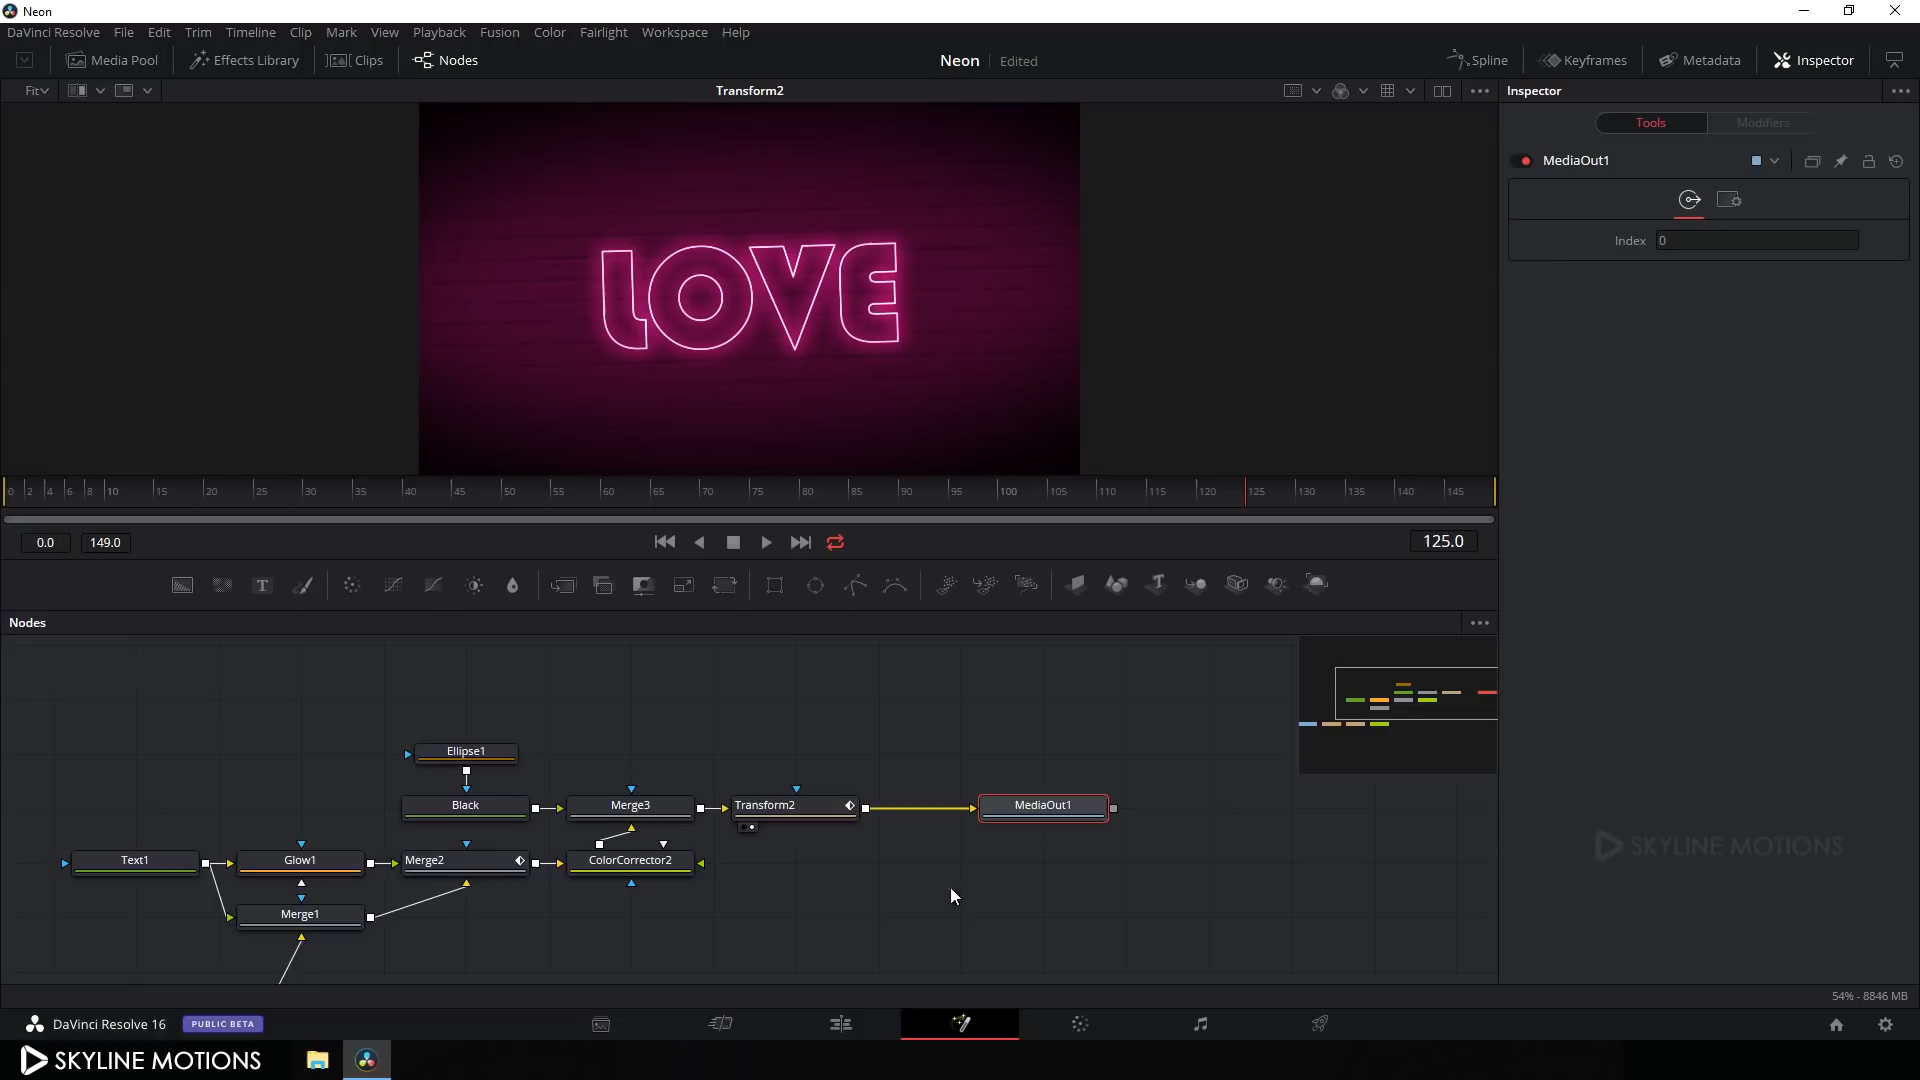 Neon
DaVinci Resolve File Edit Trim Timeline Clip Mark View Playback Fusion Color Fairlight Workspace Help
Media Pool Effects Library Clips Nodes Neon Edited Spline Keyframes Metadata Inspector
Fit Transform2 Inspector
Tools Modifiers
MediaOut1
Index 0
LOVE
0 2 4 6 8 10 15 20 25 30 35 40 45 50 55 60 65 70 75 80 85 90 95 100 105 110 115 120 125 130 135 140 145
0.0 149.0 125.0
Nodes
Ellipse1
Black Merge3 Transform2 MediaOut1
Text1 Glow1 Merge2 ColorCorrector2
Merge1
SKYLINE MOTIONS
54% - 8846 MB
DaVinci Resolve 16 PUBLIC BETA
SKYLINE MOTIONS